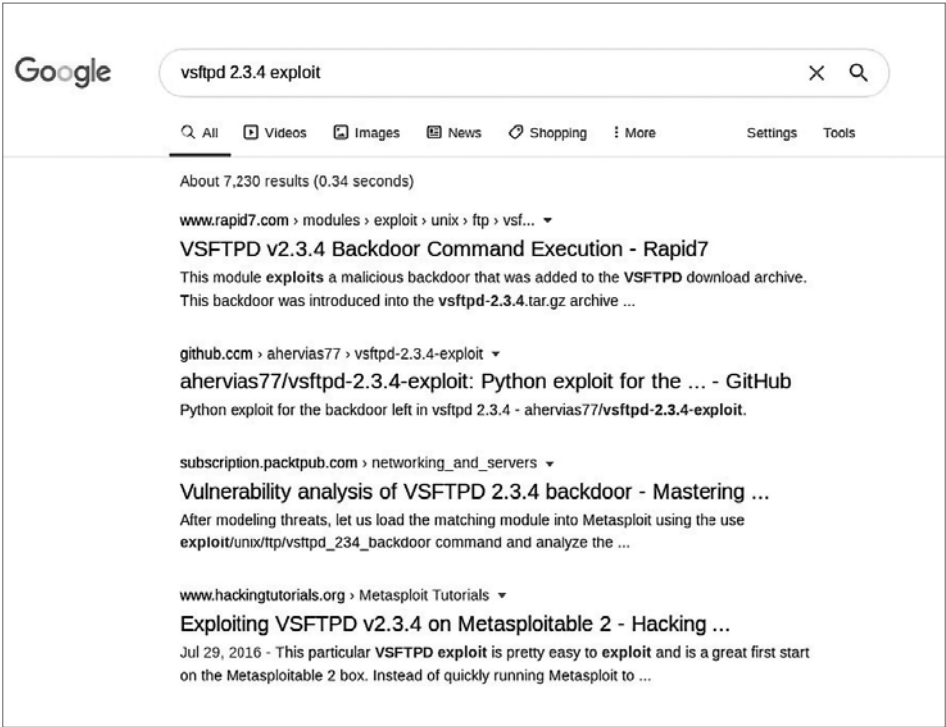 Google
vsftpd 2.3.4 exploit
All Videos Images News Shopping More Settings Tools
About 7,230 results (0.34 seconds)
www.rapid7.com › modules › exploit › unix › ftp › vsf...
VSFTPD v2.3.4 Backdoor Command Execution - Rapid7
This module exploits a malicious backdoor that was added to the VSFTPD download archive.
This backdoor was introduced into the vsftpd-2.3.4.tar.gz archive ...
github.com › ahervias77 › vsftpd-2.3.4-exploit
ahervias77/vsftpd-2.3.4-exploit: Python exploit for the ... - GitHub
Python exploit for the backdoor left in vsftpd 2.3.4 - ahervias77/vsftpd-2.3.4-exploit.
subscription.packtpub.com › networking_and_servers
Vulnerability analysis of VSFTPD 2.3.4 backdoor - Mastering ...
After modeling threats, let us load the matching module into Metasploit using the use
exploit/unix/ftp/vsftpd_234_backdoor command and analyze the ...
www.hackingtutorials.org › Metasploit Tutorials
Exploiting VSFTPD v2.3.4 on Metasploitable 2 - Hacking ...
Jul 29, 2016 - This particular VSFTPD exploit is pretty easy to exploit and is a great first start
on the Metasploitable 2 box. Instead of quickly running Metasploit to ...